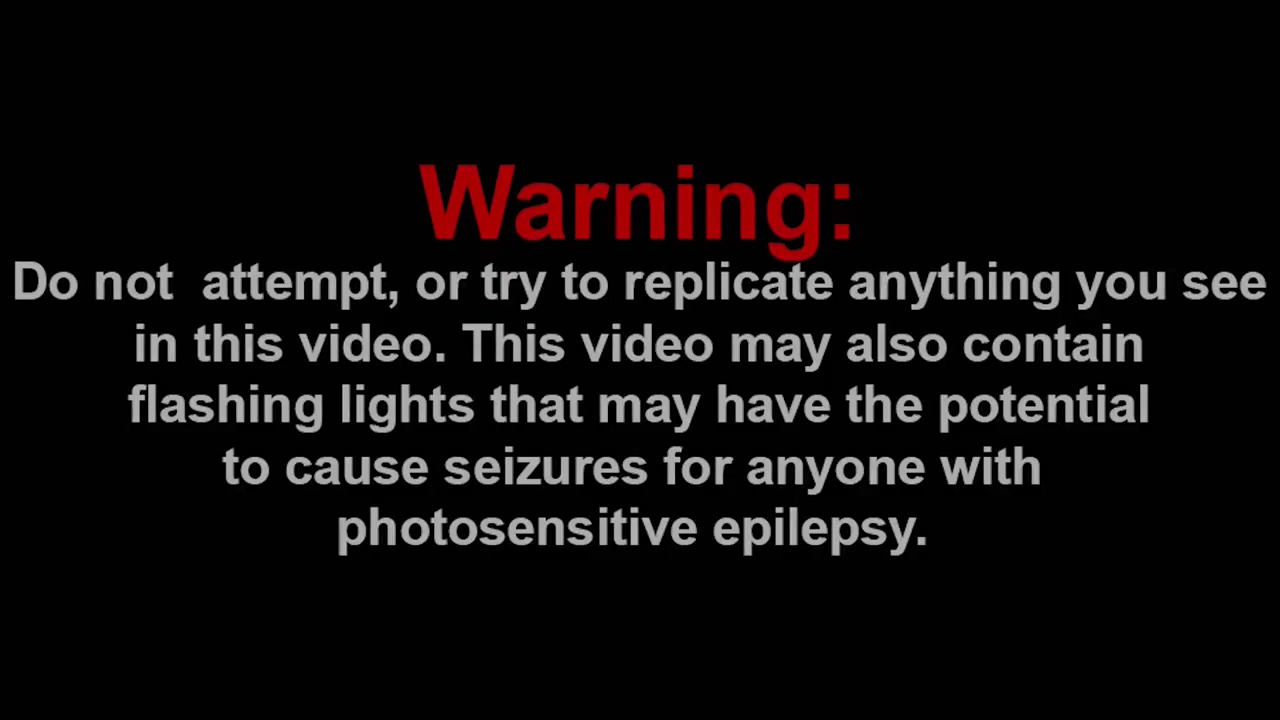 Warning:
Do not  attempt, or try to replicate anything you see
in this video. This video may also contain
flashing lights that may have the potential
to cause seizures for anyone with
photosensitive epilepsy.